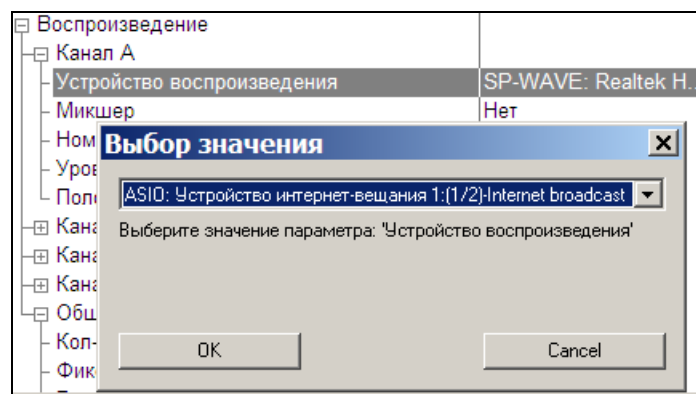 Воспроизведение
Канал A
Устройство воспроизведения SP-WAVE: Realtek H...
Микшер Нет
Выбор значения
ASIO: Устройство интернет-вещания 1:(1/2)-Internet broadcast
Выберите значение параметра: 'Устройство воспроизведения'
OK Cancel